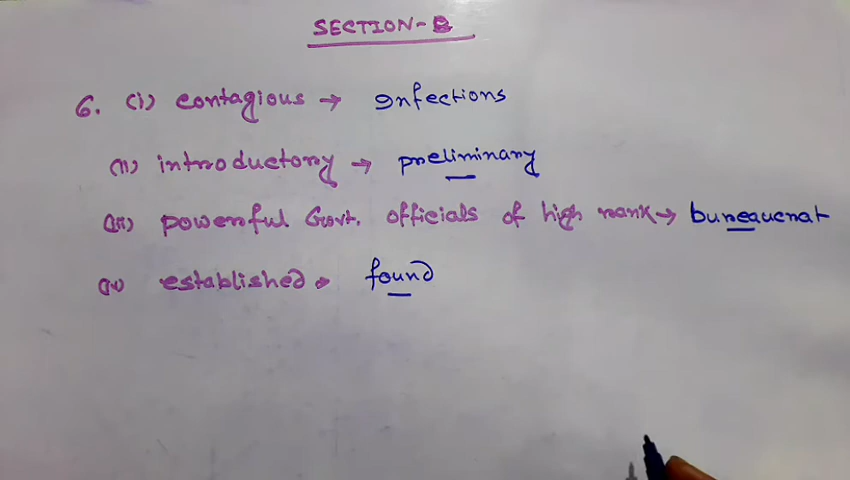 SECTION-B
6. (i) contagious → Infections
(ii) introductory → preliminary
(iii) powerful Govt. officials of high rank → bureaucrat
(iv) established → found